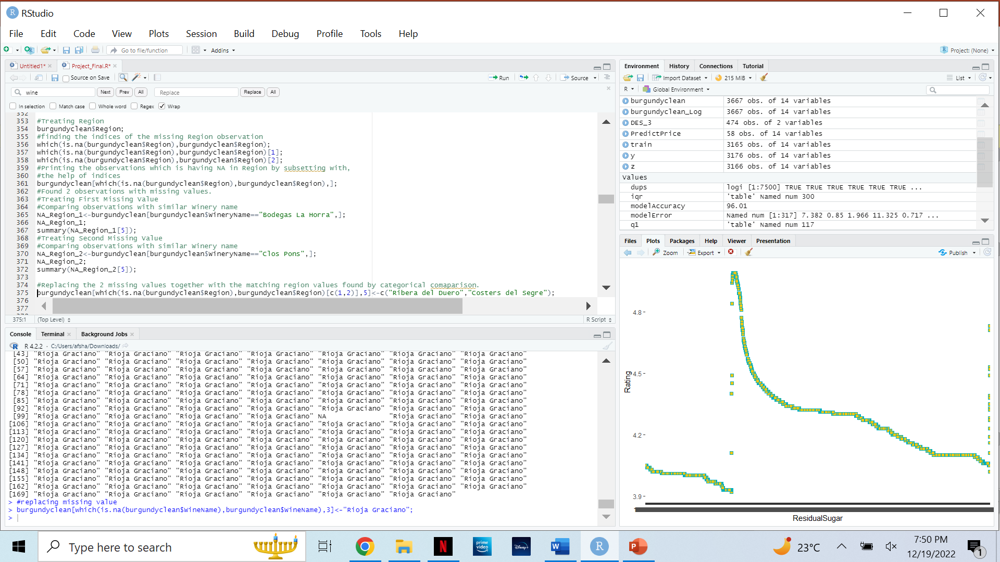 RStudio
File Edit Code View Plots Session Build Debug Profile Tools Help
Go to file/function Addins Project: (None)
Untitled1* Project_Final.R*
Source on Save Run Source
wine Next Prev All Replace Replace All
In selection Match case Whole word Regex Wrap
352
353 #Treating Region
354 burgundyclean$Region;
355 #finding the indices of the missing Region observation
356 which(is.na(burgundyclean$Region),burgundyclean$Region);
357 which(is.na(burgundyclean$Region),burgundyclean$Region)[1];
358 which(is.na(burgundyclean$Region),burgundyclean$Region)[2];
359 #Printing the observations which is having NA in Region by subsetting with,
360 #the help of indices
361 burgundyclean[which(is.na(burgundyclean$Region),burgundyclean$Region),];
362 #Found 2 observations with missing values.
363 #Treating First Missing Value
364 #Comparing observations with similar Winery name
365 NA_Region_1<-burgundyclean[burgundyclean$WineryName=="Bodegas La Horra",];
366 NA_Region_1;
367 summary(NA_Region_1[5]);
368 #Treating Second Missing Value
369 #Comparing observations with similar Winery name
370 NA_Region_2<-burgundyclean[burgundyclean$WineryName=="Clos Pons",];
371 NA_Region_2;
372 summary(NA_Region_2[5]);
373
374 #Replacing the 2 missing values together with the matching region values found by categorical comaparison.
375 burgundyclean[which(is.na(burgundyclean$Region),burgundyclean$Region)[c(1,2)],5]<-c("Ribera del Duero","Costers del Segre");
376
377
375:1 (Top Level) R Script
Console Terminal Background Jobs
R 4.2.2 · C:/Users/afsha/Downloads/
[43] "Rioja Graciano" "Rioja Graciano" "Rioja Graciano" "Rioja Graciano" "Rioja Graciano" "Rioja Graciano" "Rioja Graciano"
[50] "Rioja Graciano" "Rioja Graciano" "Rioja Graciano" "Rioja Graciano" "Rioja Graciano" "Rioja Graciano" "Rioja Graciano"
[57] "Rioja Graciano" "Rioja Graciano" "Rioja Graciano" "Rioja Graciano" "Rioja Graciano" "Rioja Graciano" "Rioja Graciano"
[64] "Rioja Graciano" "Rioja Graciano" "Rioja Graciano" "Rioja Graciano" "Rioja Graciano" "Rioja Graciano" "Rioja Graciano"
[71] "Rioja Graciano" "Rioja Graciano" "Rioja Graciano" "Rioja Graciano" "Rioja Graciano" "Rioja Graciano" "Rioja Graciano"
[78] "Rioja Graciano" "Rioja Graciano" "Rioja Graciano" "Rioja Graciano" "Rioja Graciano" "Rioja Graciano" "Rioja Graciano"
[85] "Rioja Graciano" "Rioja Graciano" "Rioja Graciano" "Rioja Graciano" "Rioja Graciano" "Rioja Graciano" "Rioja Graciano"
[92] "Rioja Graciano" "Rioja Graciano" "Rioja Graciano" "Rioja Graciano" "Rioja Graciano" "Rioja Graciano" "Rioja Graciano"
[99] "Rioja Graciano" "Rioja Graciano" "Rioja Graciano" "Rioja Graciano" NA "Rioja Graciano" "Rioja Graciano"
[106] "Rioja Graciano" "Rioja Graciano" "Rioja Graciano" "Rioja Graciano" "Rioja Graciano" "Rioja Graciano" "Rioja Graciano"
[113] "Rioja Graciano" "Rioja Graciano" "Rioja Graciano" "Rioja Graciano" "Rioja Graciano" "Rioja Graciano" "Rioja Graciano"
[120] "Rioja Graciano" "Rioja Graciano" "Rioja Graciano" "Rioja Graciano" "Rioja Graciano" "Rioja Graciano" "Rioja Graciano"
[127] "Rioja Graciano" "Rioja Graciano" "Rioja Graciano" "Rioja Graciano" "Rioja Graciano" "Rioja Graciano" "Rioja Graciano"
[134] "Rioja Graciano" "Rioja Graciano" "Rioja Graciano" "Rioja Graciano" "Rioja Graciano" "Rioja Graciano" "Rioja Graciano"
[141] "Rioja Graciano" "Rioja Graciano" "Rioja Graciano" "Rioja Graciano" "Rioja Graciano" "Rioja Graciano" "Rioja Graciano"
[148] "Rioja Graciano" "Rioja Graciano" "Rioja Graciano" "Rioja Graciano" "Rioja Graciano" "Rioja Graciano" "Rioja Graciano"
[155] "Rioja Graciano" "Rioja Graciano" "Rioja Graciano" "Rioja Graciano" "Rioja Graciano" "Rioja Graciano" "Rioja Graciano"
[162] "Rioja Graciano" "Rioja Graciano" "Rioja Graciano" "Rioja Graciano" "Rioja Graciano" "Rioja Graciano" "Rioja Graciano"
[169] "Rioja Graciano" "Rioja Graciano" "Rioja Graciano" "Rioja Graciano" "Rioja Graciano" "Rioja Graciano"
> #replacing missing value
> burgundyclean[which(is.na(burgundyclean$WineName),burgundyclean$WineName),3]<-"Rioja Graciano";
>
Environment History Connections Tutorial
Import Dataset 215 MiB List
R Global Environment
burgundyclean 3667 obs. of 14 variables
burgundyclean_Log 3667 obs. of 14 variables
DES_3 474 obs. of 2 variables
PredictPrice 58 obs. of 14 variables
train 3165 obs. of 14 variables
y 3176 obs. of 14 variables
z 3166 obs. of 14 variables
Values
dups logi [1:7500] TRUE TRUE TRUE TRUE TRUE TRUE ...
iqr 'table' Named num 300
modelAccuracy 96.01
modelError Named num [1:317] 7.382 0.85 1.966 11.325 0.717 ...
q1 'table' Named num 117
Files Plots Packages Help Viewer Presentation
Zoom Export Publish
4.8
4.5
4.2
3.9
Rating
ResidualSugar
Type here to search
prime video
Disney+
23°C
7:50 PM
12/19/2022
1